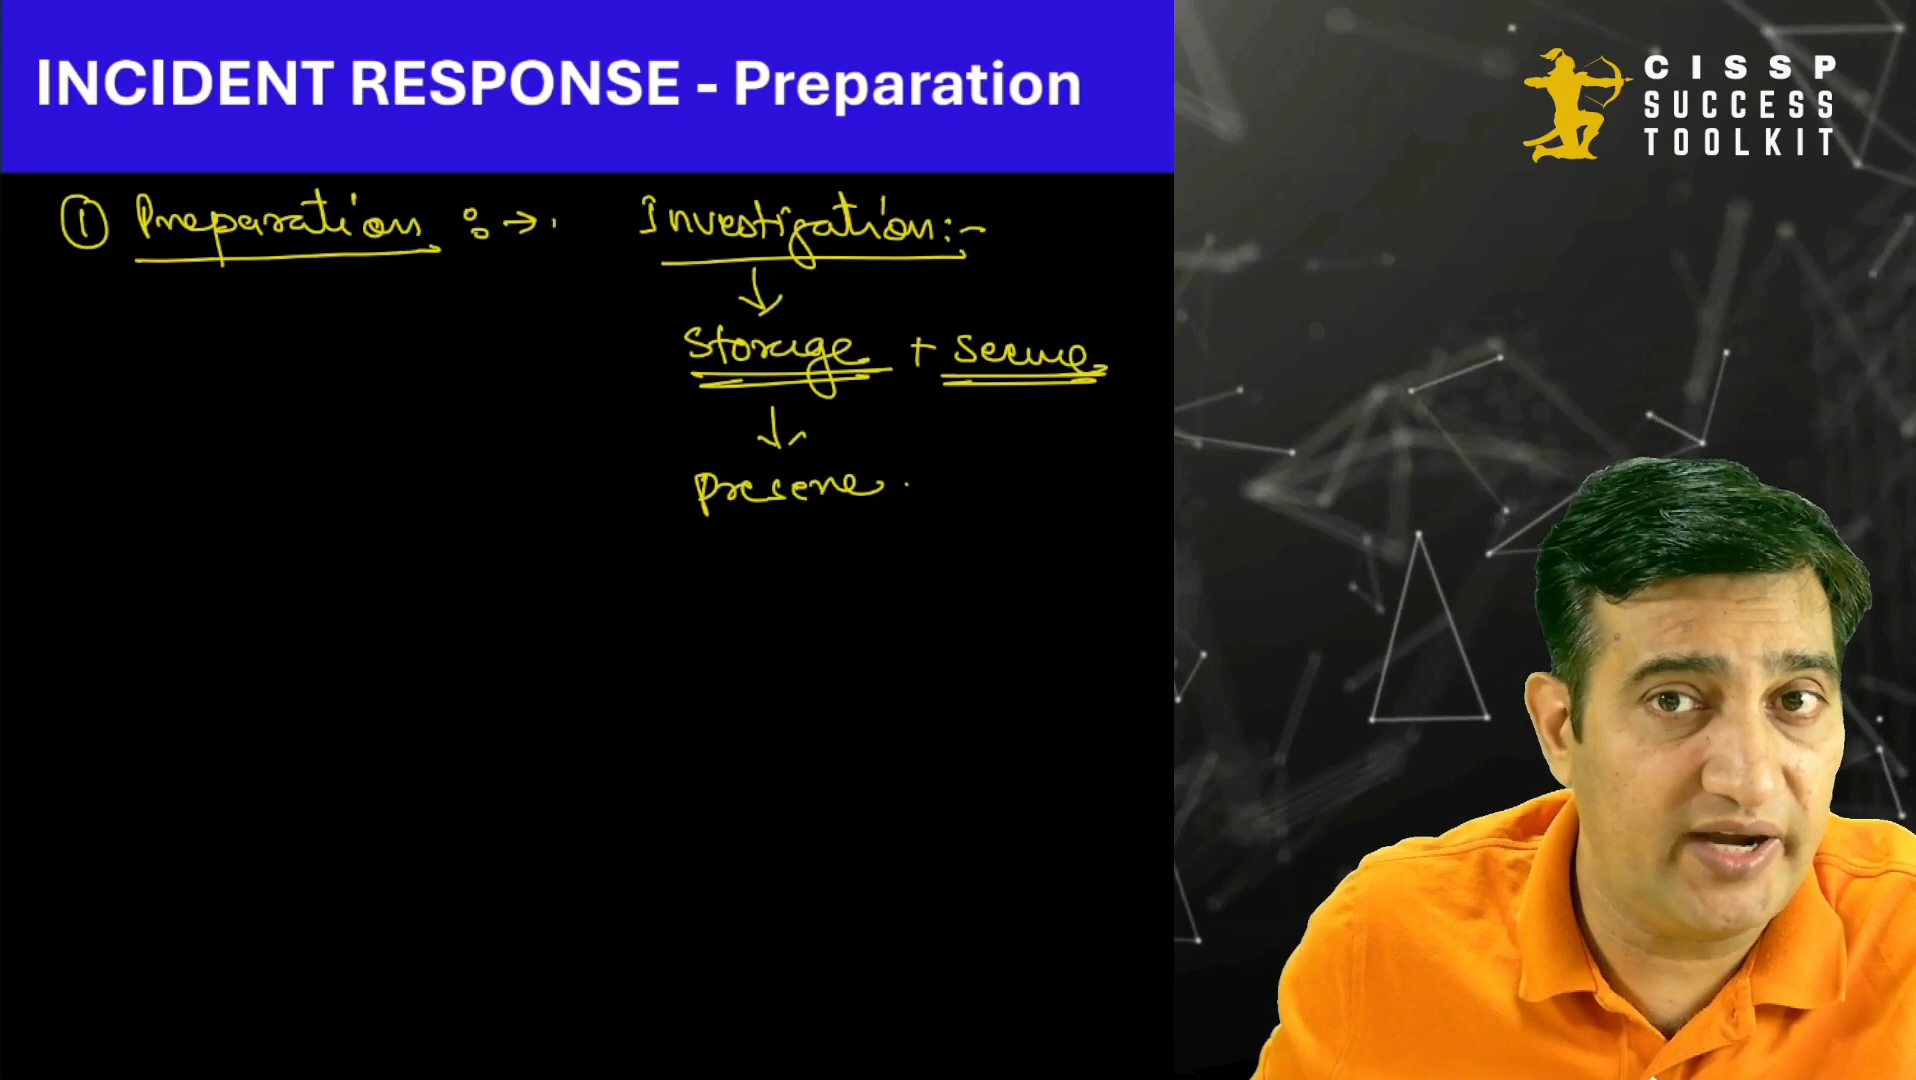 INCIDENT RESPONSE - Preparation
CISSP
SUCCESS
TOOLKIT
① Preparation :→ Investigation:-
↓
Storage + Secure
↓
Preserve.